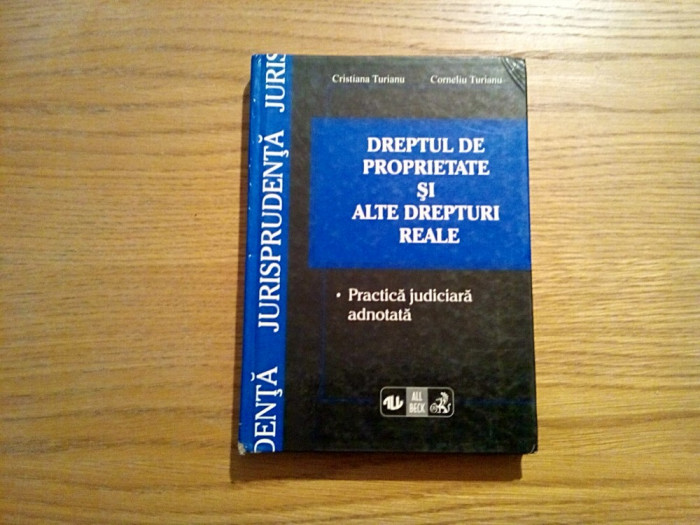 Cristiana Turianu Corneliu Turianu
DREPTUL DE
PROPRIETATE
ŞI
ALTE DREPTURI
REALE
• Practică judiciară
adnotată
ALL
BECK
DENŢĂ JURISPRUDENŢĂ JURIS